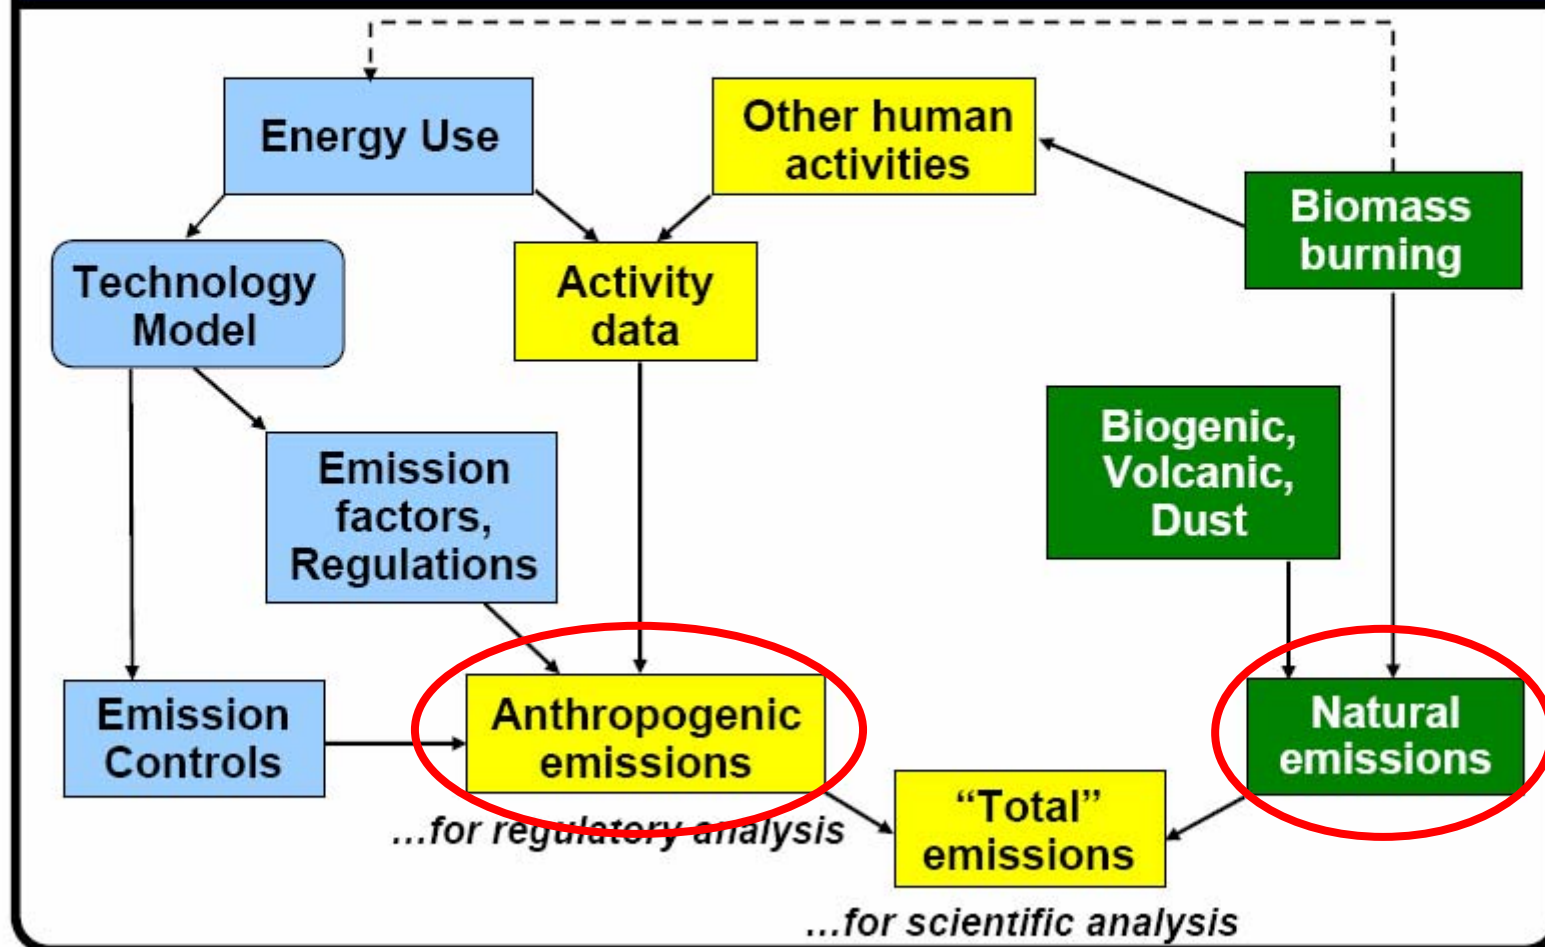 Energy Use
Other human
activities
Biomass
burning
Technology
Model
Activity
data
Emission
factors,
Regulations
Biogenic,
Volcanic,
Dust
Emission
Controls
Anthropogenic
emissions
Natural
emissions
...for regulatory analysis
“Total”
emissions
...for scientific analysis